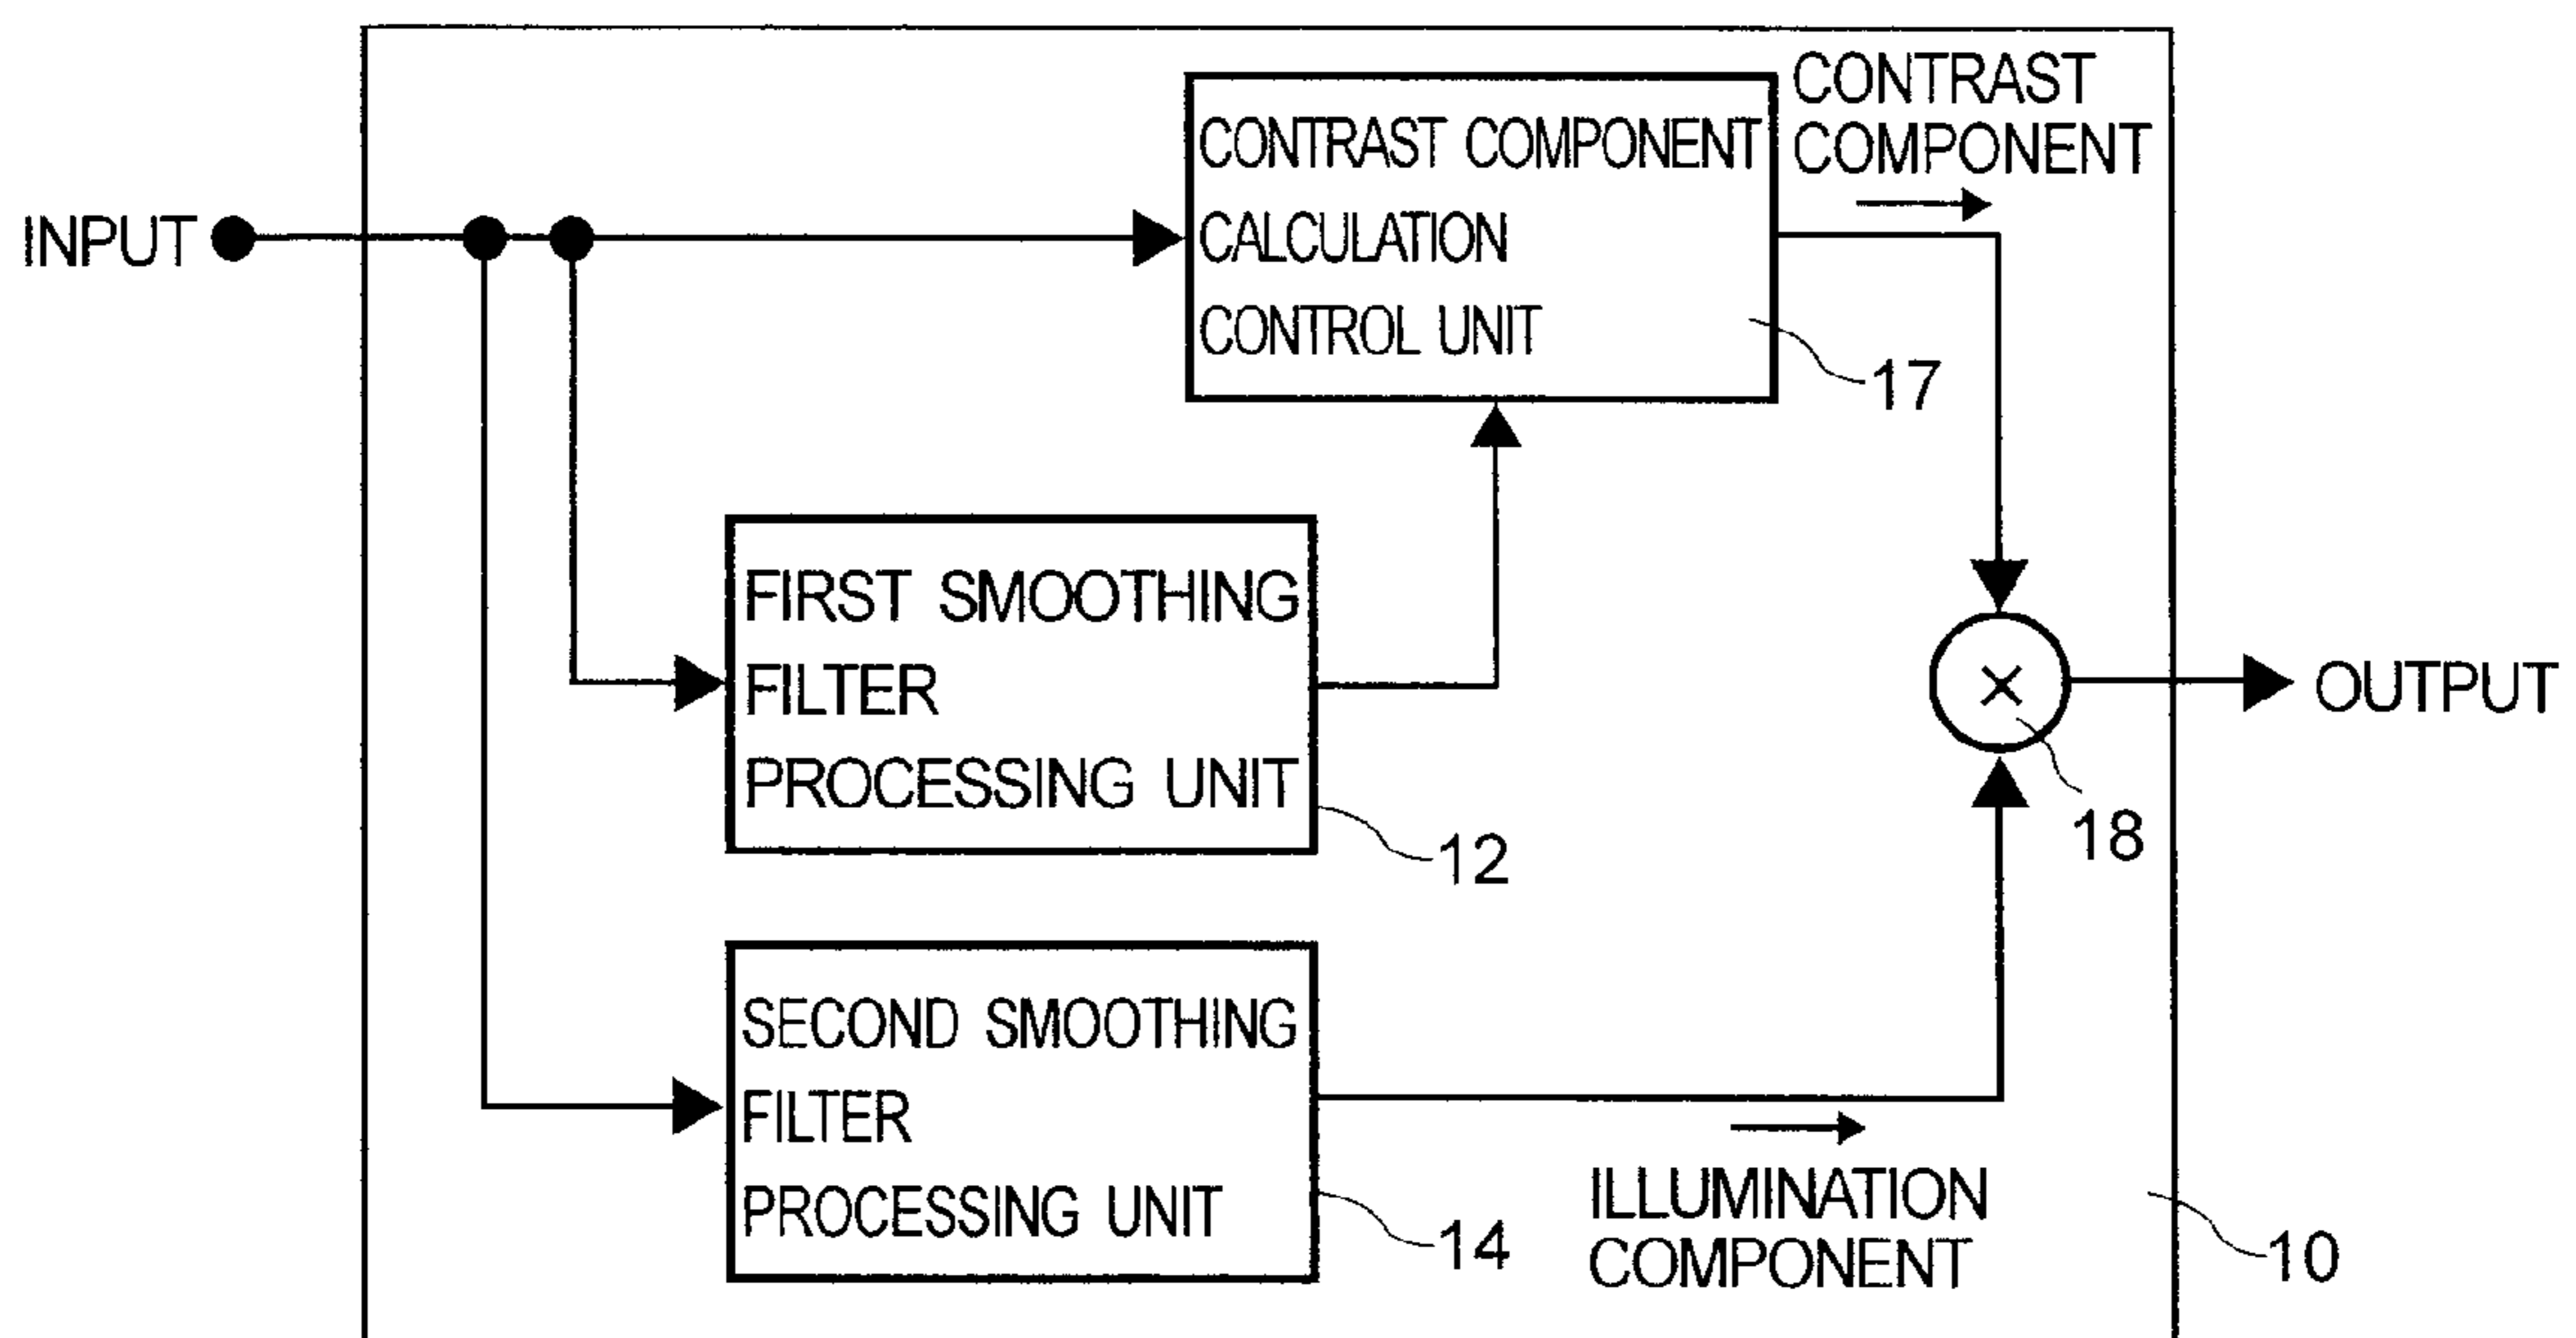 CONTRAST
COMPONENT
CONTRAST COMPONENT
CALCULATION
CONTROL UNIT
INPUT
17
FIRST SMOOTHING
FILTER
PROCESSING UNIT
×
OUTPUT
18
12
SECOND SMOOTHING
FILTER
PROCESSING UNIT
14
ILLUMINATION
COMPONENT
10